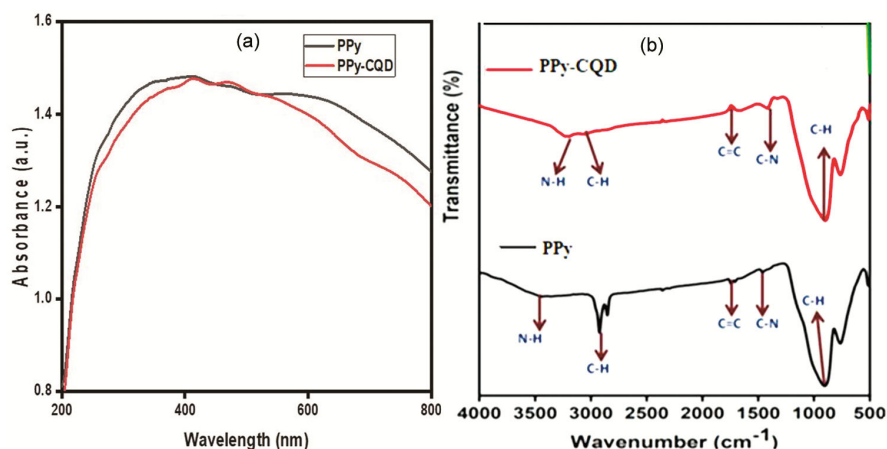 (a)
PPy
PPy-CQD
1.6
1.4
1.2
1.0
0.8
200
400
600
800
Wavelength (nm)
Absorbance (a.u.)
(b)
PPy-CQD
N-H
C-H
C=C
C-N
C-H
PPy
N-H
C-H
C=C
C-N
C-H
4000
3500
3000
2500
2000
1500
1000
500
Wavenumber (cm⁻¹)
Transmittance (%)